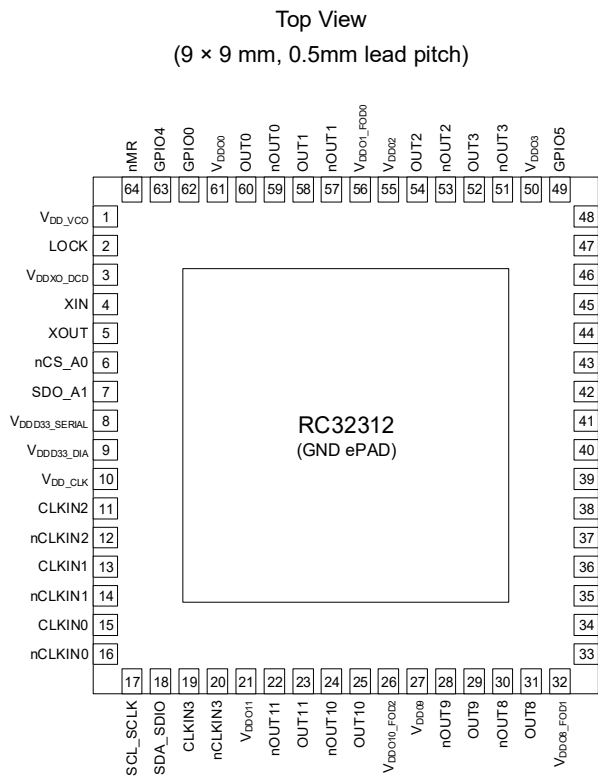 Top View
(9 × 9 mm, 0.5mm lead pitch)
nMR
GPIO4
GPIO0
VDDO0
OUT0
nOUT0
OUT1
nOUT1
VDDO1_FOD0
VDDO2
OUT2
nOUT2
OUT3
nOUT3
VDDO3
GPIO5
64 63 62 61 60 59 58 57 56 55 54 53 52 51 50 49
VDD_VCO 1 48
LOCK 2 47
VDDXO_DCD 3 46
XIN 4 45
XOUT 5 44
nCS_A0 6 43
SDO_A1 7 42
VDDD33_SERIAL 8 41
VDDD33_DIA 9 40
VDD_CLK 10 39
CLKIN2 11 38
nCLKIN2 12 37
CLKIN1 13 36
nCLKIN1 14 35
CLKIN0 15 34
nCLKIN0 16 33
RC32312
(GND ePAD)
17 18 19 20 21 22 23 24 25 26 27 28 29 30 31 32
SCL_SCLK
SDA_SDIO
CLKIN3
nCLKIN3
VDDO11
nOUT11
OUT11
nOUT10
OUT10
VDDO10_FOD2
VDDO9
nOUT9
OUT9
nOUT8
OUT8
VDDO8_FOD1